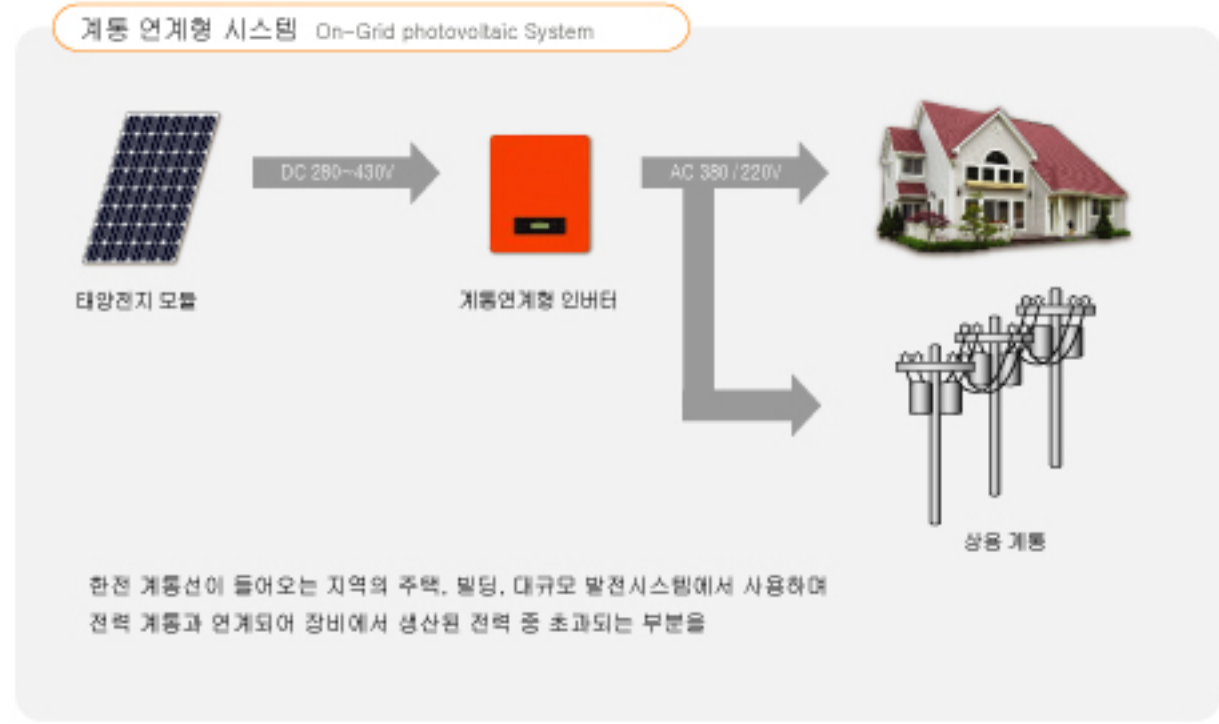 계통 연계형 시스템 On-Grid photovoltaic System
DC 280~430V
AC 380/220V
태양전지 모듈
계통연계형 인버터
상용 계통
한전 계통선이 들어오는 지역의 주택, 빌딩, 대규모 발전시스템에서 사용하며
전력 계통과 연계되어 장비에서 생산된 전력 중 초과되는 부분을